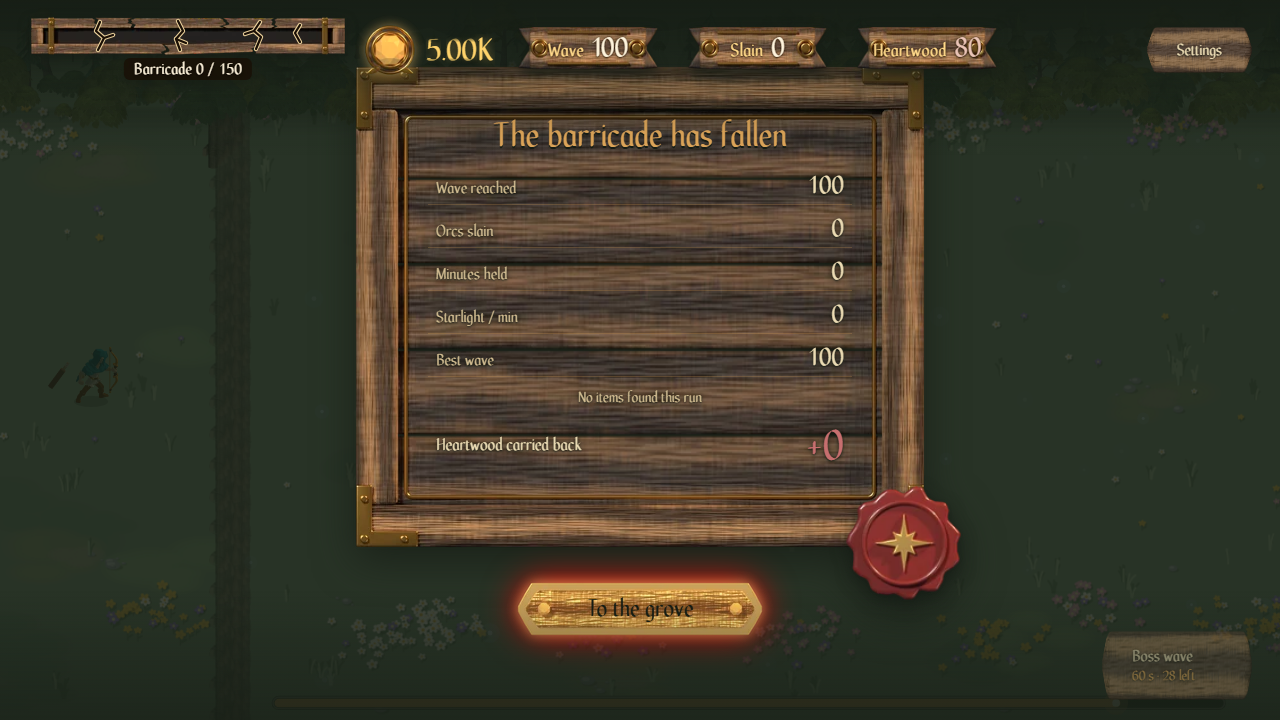 Barricade 0 / 150
5.00K
Wave 100
Slain 0
Heartwood 80
Settings
The barricade has fallen
Wave reached 100
Orcs slain 0
Minutes held 0
Starlight / min 0
Best wave 100
No items found this run
Heartwood carried back +0
To the grove
Boss wave
60 s · 28 left